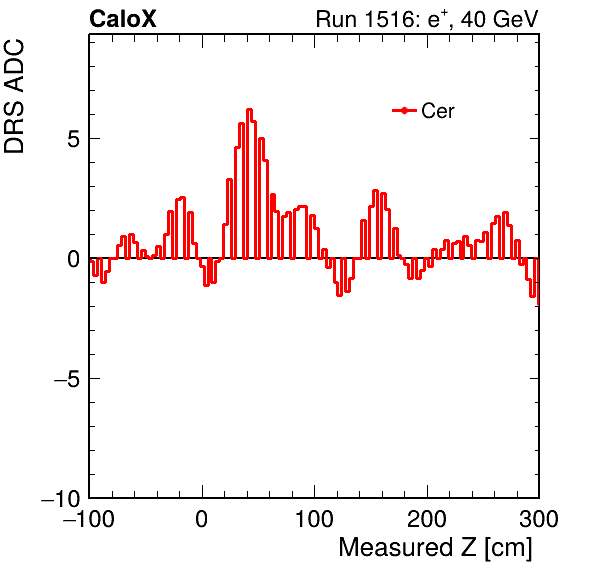 CaloX
Run 1516: e+, 40 GeV
DRS ADC
Cer
5
0
−5
−10
−100 0 100 200 300
Measured Z [cm]